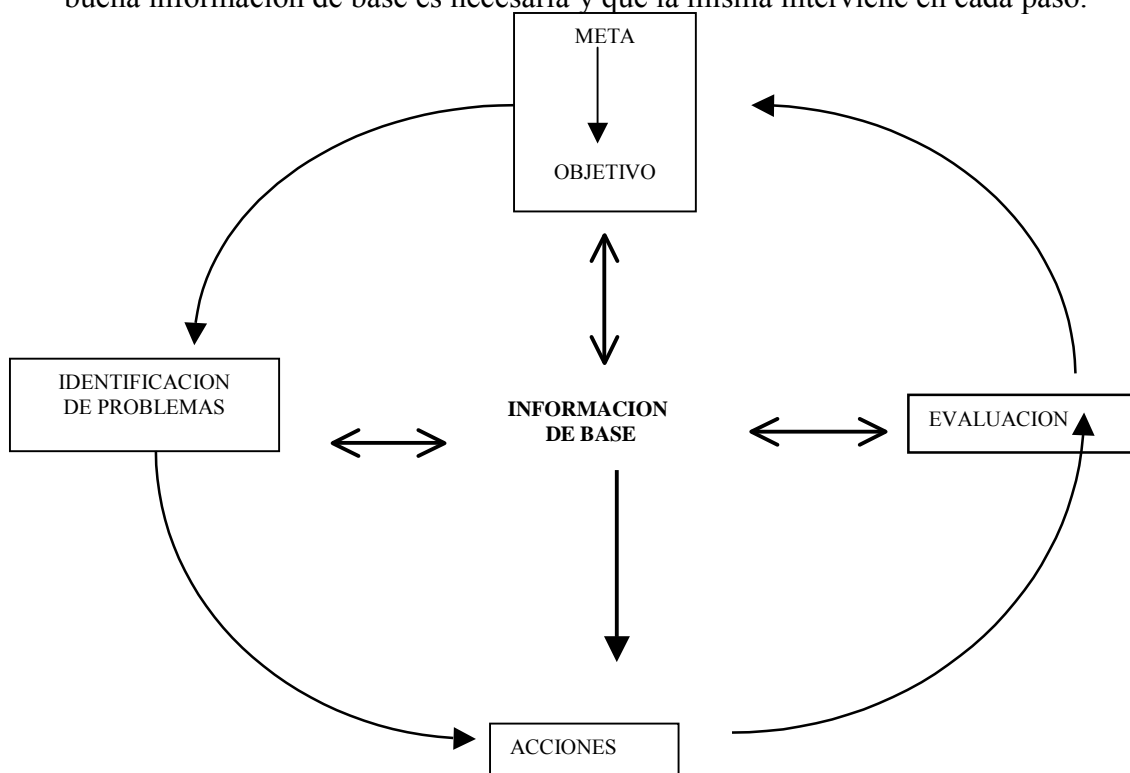 buena información de base es necesaria y que la misma interviene en cada paso.
META
OBJETIVO
IDENTIFICACION
DE PROBLEMAS
INFORMACION
DE BASE
EVALUACION
ACCIONES